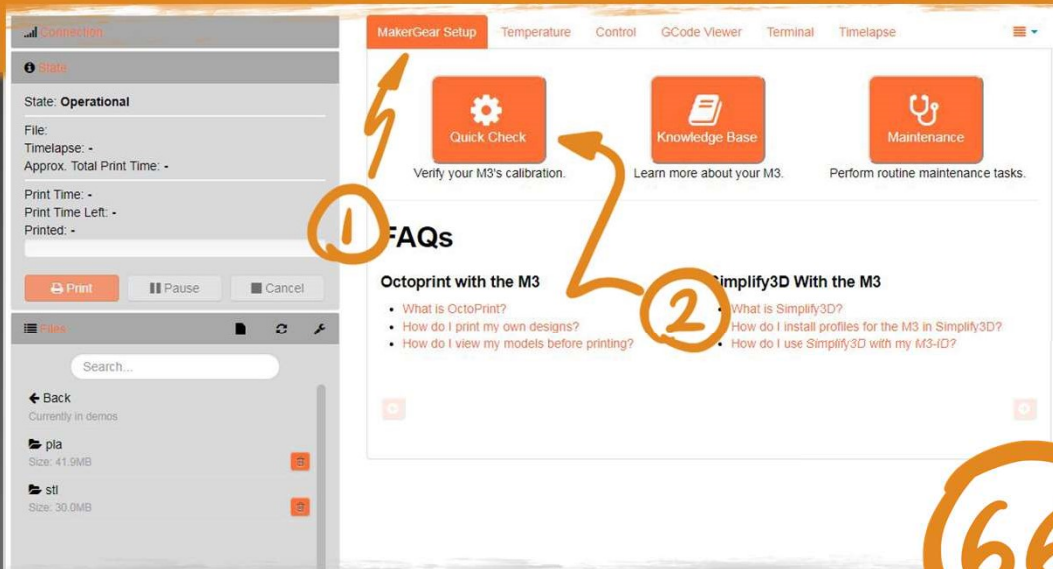 Connection
MakerGear Setup Temperature Control GCode Viewer Terminal Timelapse
State
State: Operational
File:
Timelapse: -
Approx. Total Print Time: -
Print Time: -
Print Time Left: -
Printed: -
Print Pause Cancel
Files
Search...
Back
Currently in demos
pla
Size: 41.9MB
stl
Size: 30.0MB
Quick Check Knowledge Base Maintenance
Verify your M3's calibration. Learn more about your M3. Perform routine maintenance tasks.
1
FAQs
2
Octoprint with the M3
What is OctoPrint?
How do I print my own designs?
How do I view my models before printing?
Simplify3D With the M3
What is Simplify3D?
How do I install profiles for the M3 in Simplify3D?
How do I use Simplify3D with my M3-ID?
66